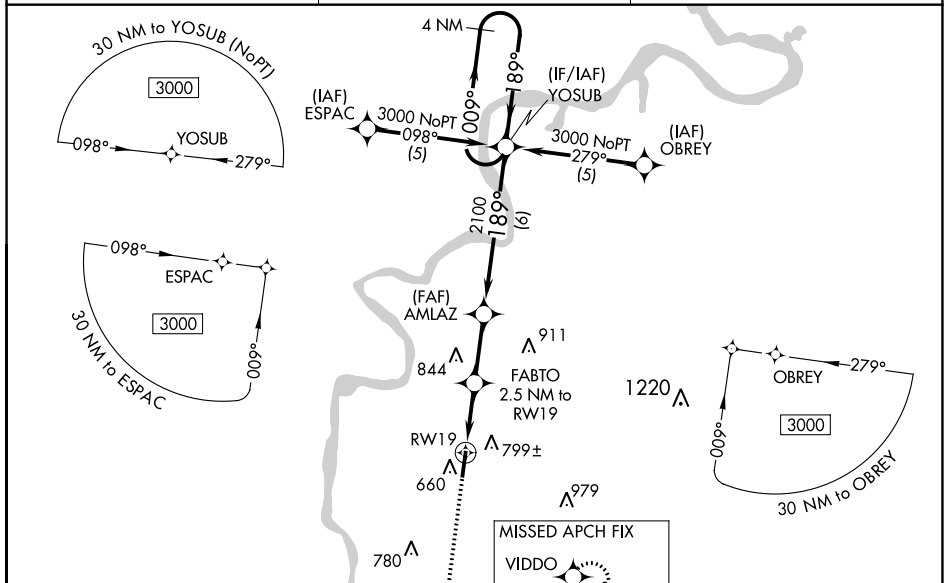 30 NM to YOSUB (NoPT)
3000
YOSUB
098°
279°
4 NM
009°
189°
(IF/IAF)
YOSUB
(IAF)
ESPAC
3000 NoPT
098°
(5)
3000 NoPT
279°
(5)
(IAF)
OBREY
2100
189°
(6)
098°
ESPAC
3000
009°
30 NM to ESPAC
(FAF)
AMLAZ
911
844
FABTO
2.5 NM to
RW19
RW19
799±
660
1220
979
780
OBREY
279°
3000
009°
30 NM to OBREY
MISSED APCH FIX
VIDDO